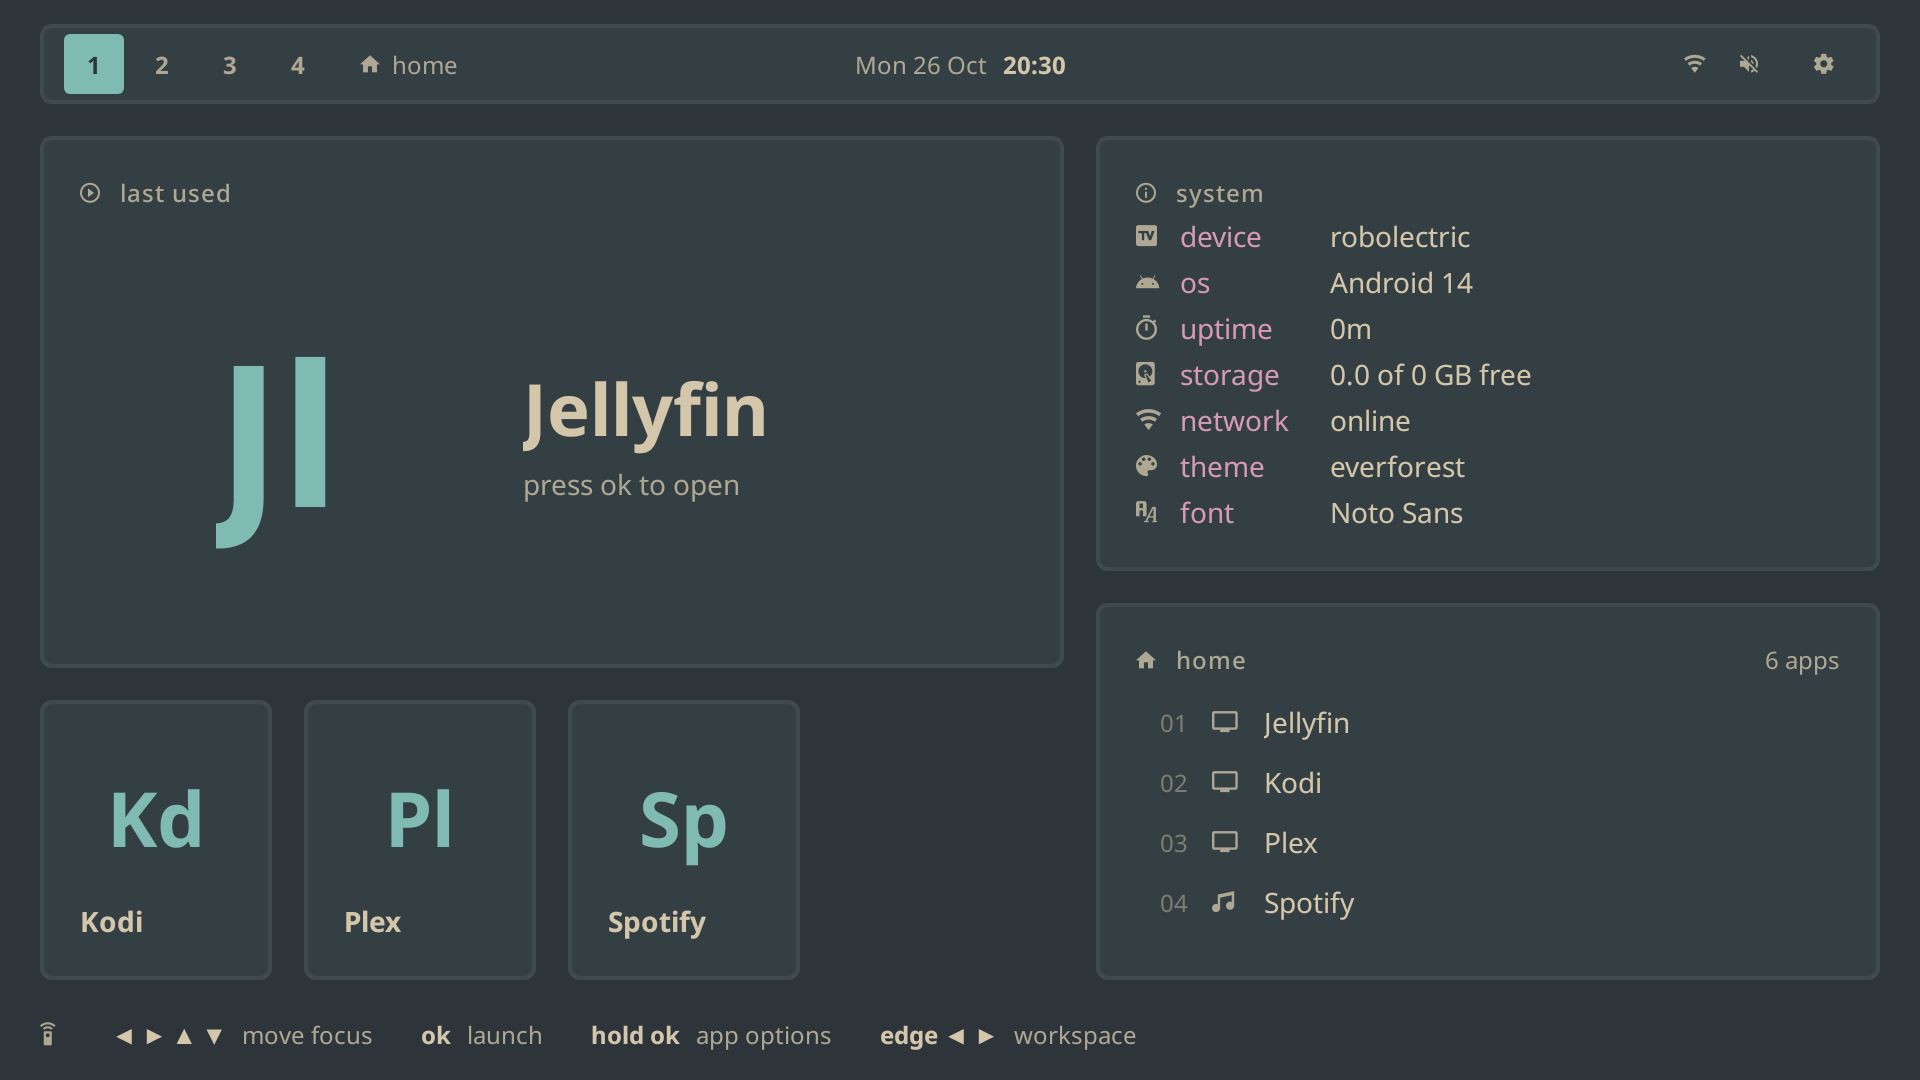 1 2 3 4 home Mon 26 Oct 20:30
last used
Jl
Jellyfin
press ok to open
Kd
Kodi
Pl
Plex
Sp
Spotify
system
device robolectric
os Android 14
uptime 0m
storage 0.0 of 0 GB free
network online
theme everforest
font Noto Sans
home 6 apps
01 Jellyfin
02 Kodi
03 Plex
04 Spotify
◀ ▶ ▲ ▼ move focus ok launch hold ok app options edge ◀ ▶ workspace